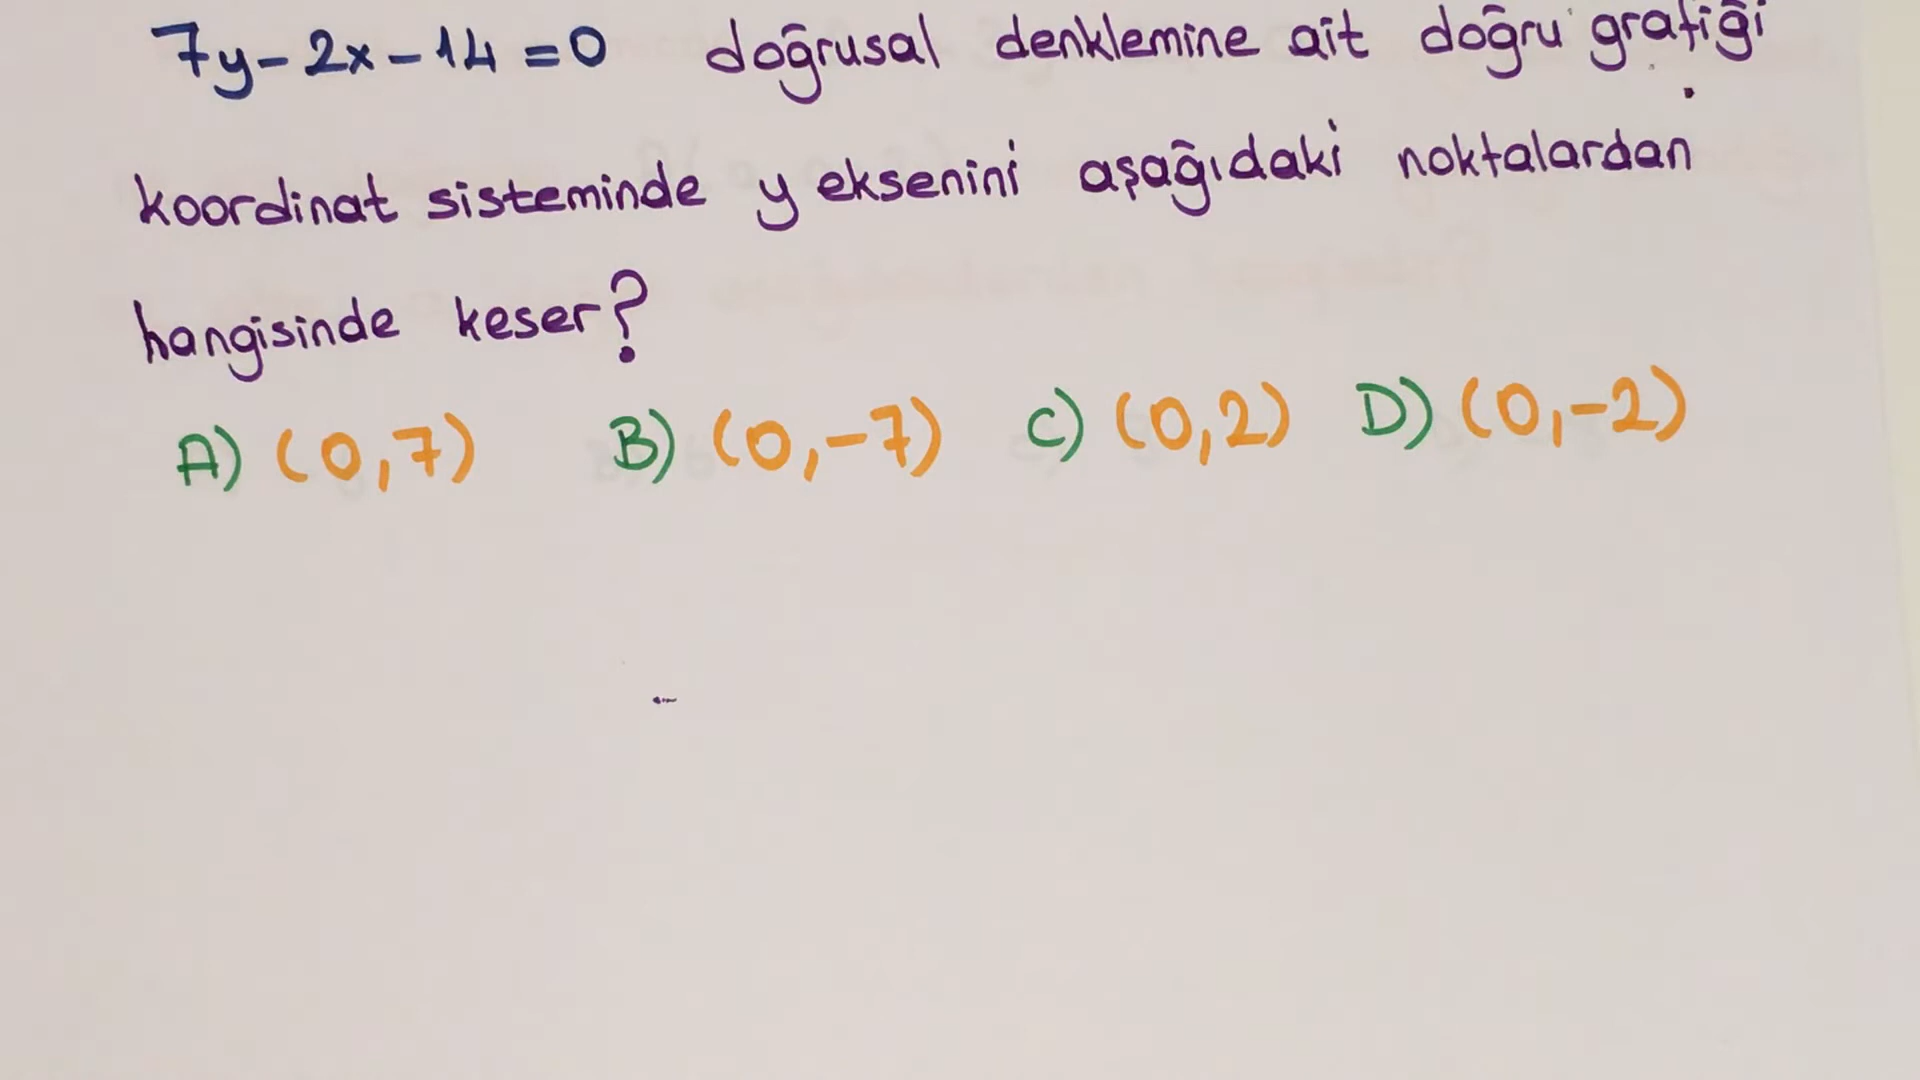 7y-2x-14=0 doğrusal denklemine ait doğru grafiği
koordinat sisteminde y eksenini aşağıdaki noktalardan
hangisinde keser?
A) (0,7) B) (0,-7) C) (0,2) D) (0,-2)